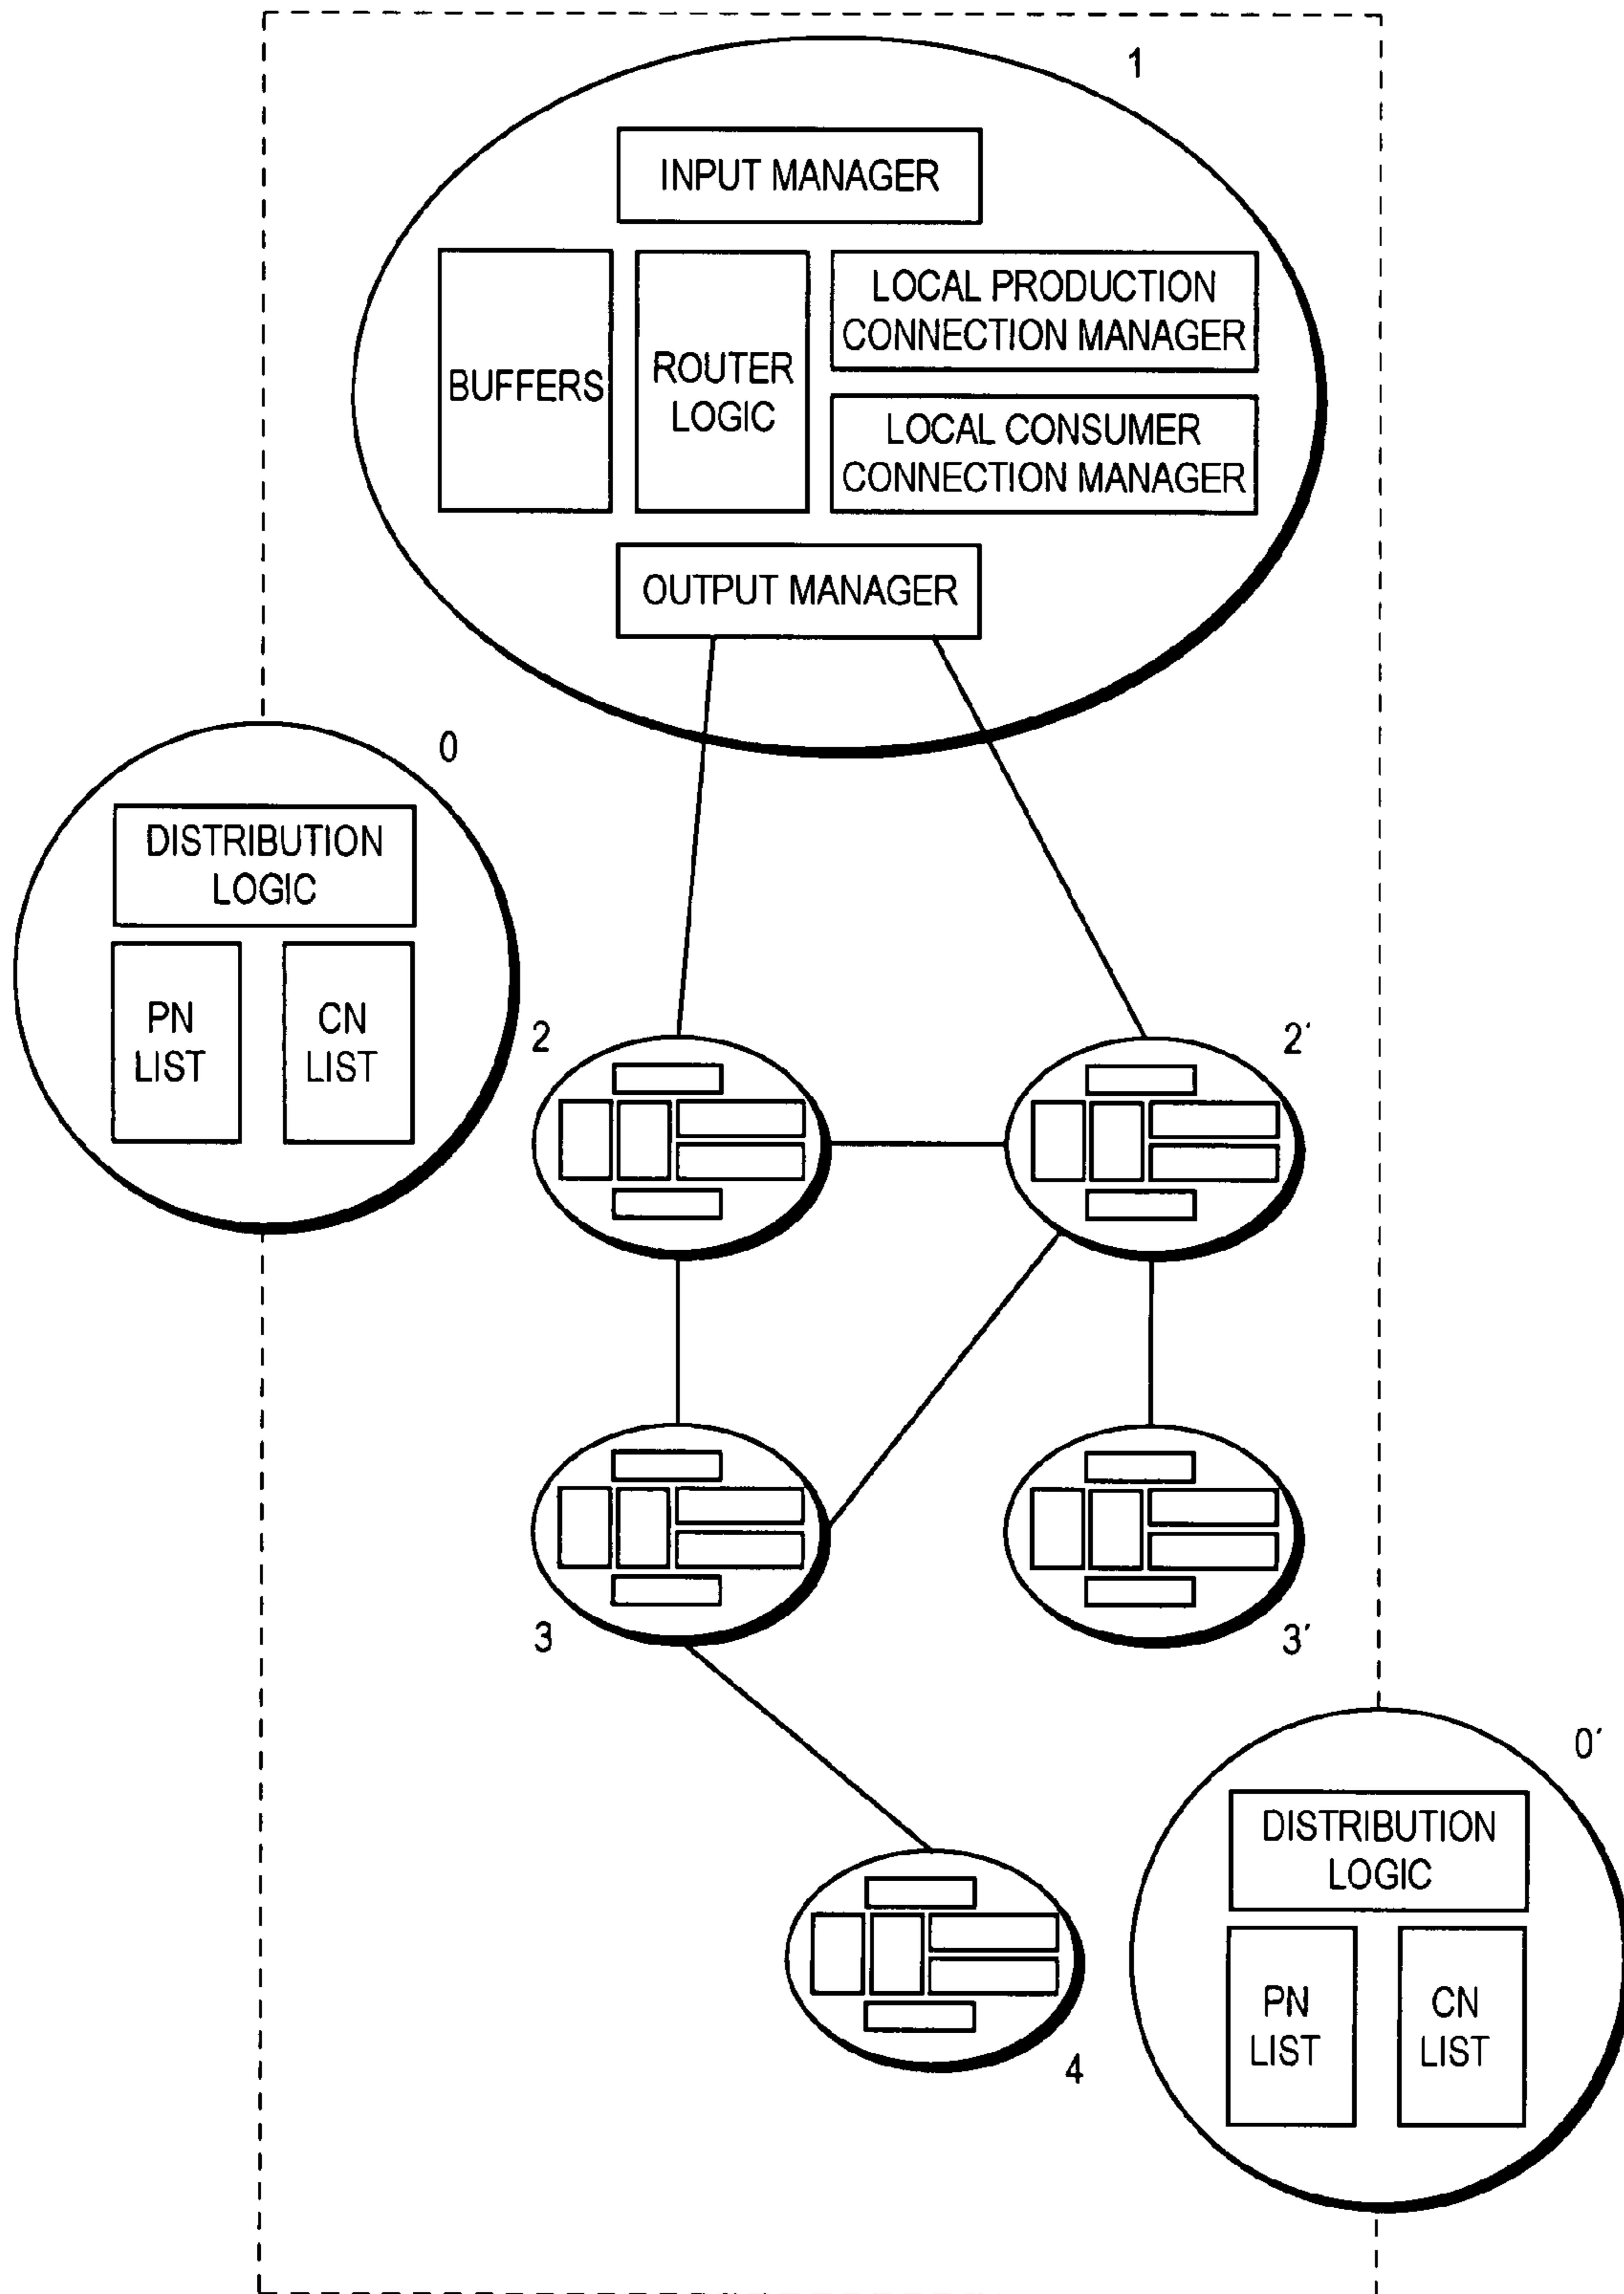 1
INPUT MANAGER
BUFFERS
ROUTER
LOGIC
LOCAL PRODUCTION
CONNECTION MANAGER
LOCAL CONSUMER
CONNECTION MANAGER
OUTPUT MANAGER
0
DISTRIBUTION
LOGIC
PN
LIST
CN
LIST
2
2'
3
3'
4
0'
DISTRIBUTION
LOGIC
PN
LIST
CN
LIST